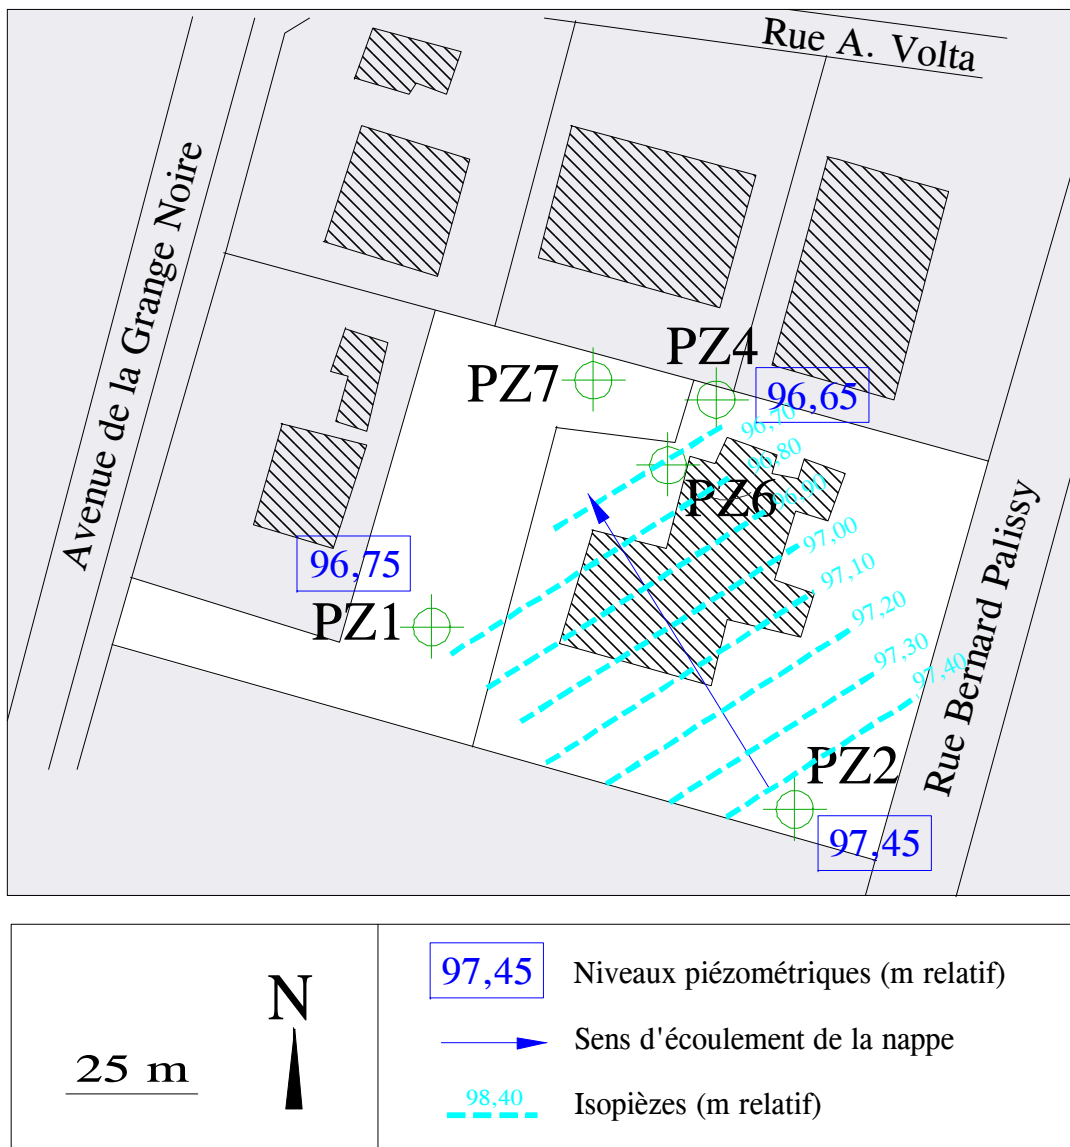 Rue A. Volta
Avenue de la Grange Noire
PZ4
PZ7
96,65
96,70
96,80
PZ6
96,90
97,00
96,75
97,10
PZ1
97,20
97,30
97,40
Rue Bernard Palissy
PZ2
97,45
25 m
N
97,45
Niveaux piézométriques (m relatif)
Sens d'écoulement de la nappe
98,40
Isopièzes (m relatif)